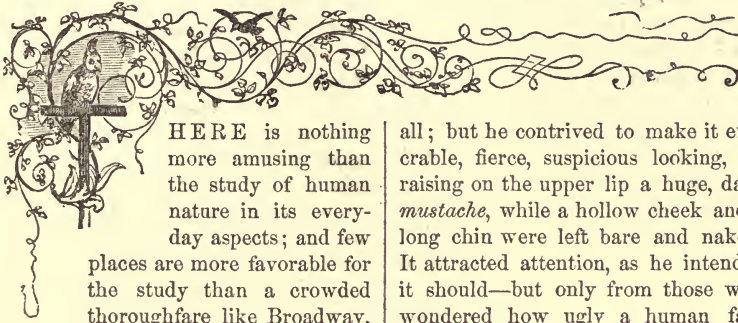 THERE is nothing
more amusing than
the study of human
nature in its every-
day aspects; and few
places are more favorable for
the study than a crowded
thoroughfare like Broadway,
all; but he contrived to make it
crable, fierce, suspicious looking,
raising on the upper lip a huge,
mustache, while a hollow cheek and
long chin were left bare and
It attracted attention, as he
it should—but only from those
wondered how ugly a human